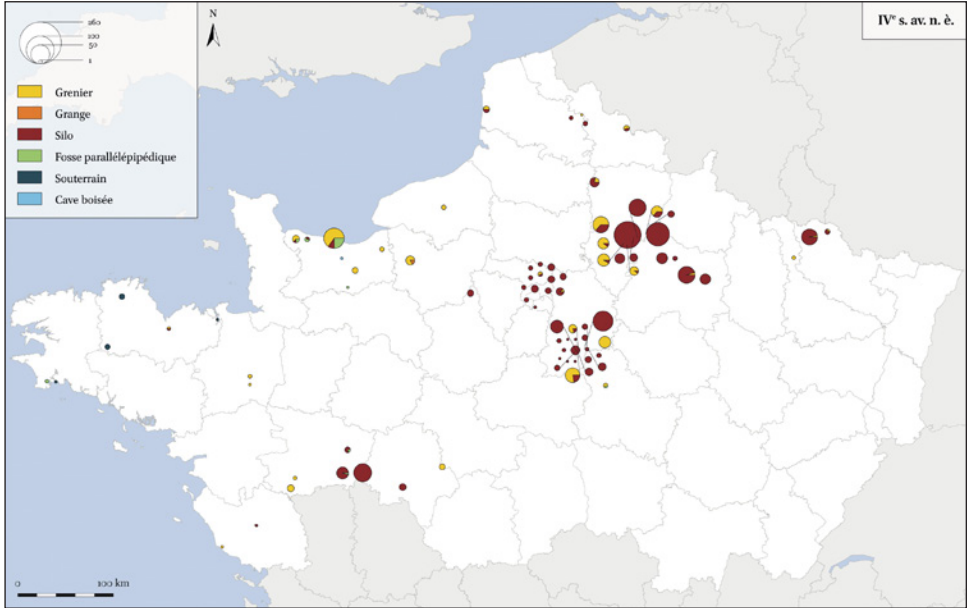 260
100
50
1
Grenier
Grange
Silo
Fosse parallélépipédique
Souterrain
Cave boisée
N
IVe s. av. n. è.
0 100 km